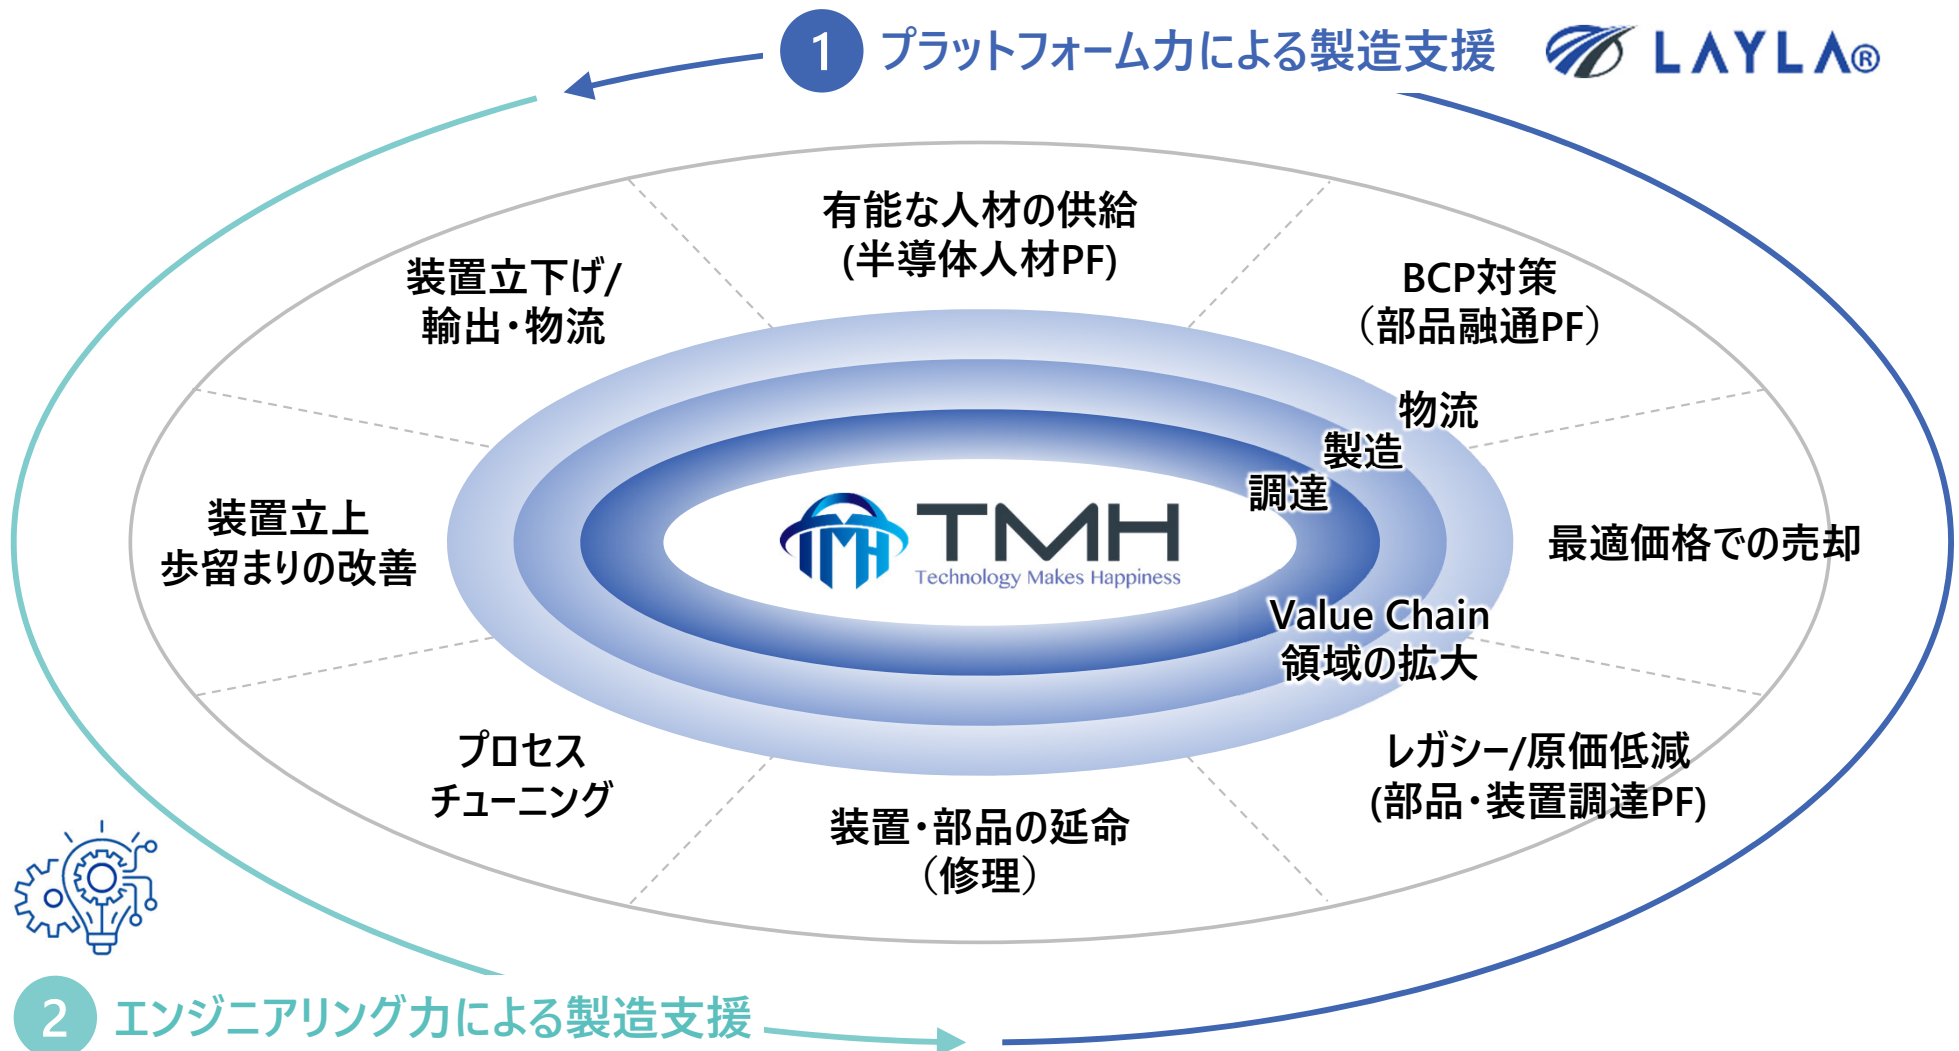 1 プラットフォーム力による製造支援
LAYLA®
有能な人材の供給
(半導体人材PF)
装置立下げ/
輸出・物流
BCP対策
（部品融通PF）
物流
製造
調達
装置立上
歩留まりの改善
TMH
TMH
Technology Makes Happiness
最適価格での売却
Value Chain
領域の拡大
プロセス
チューニング
レガシー/原価低減
(部品・装置調達PF)
装置・部品の延命
（修理）
2 エンジニアリング力による製造支援